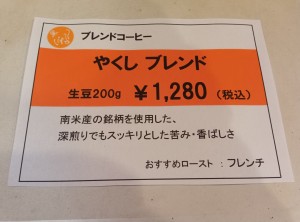 ブレンドコーヒー
やくし ブレンド
生豆200g ￥1,280 (税込)
南米産の銘柄を使用した、
深煎りでもスッキリとした苦み・香ばしさ
おすすめロースト ： フレンチ